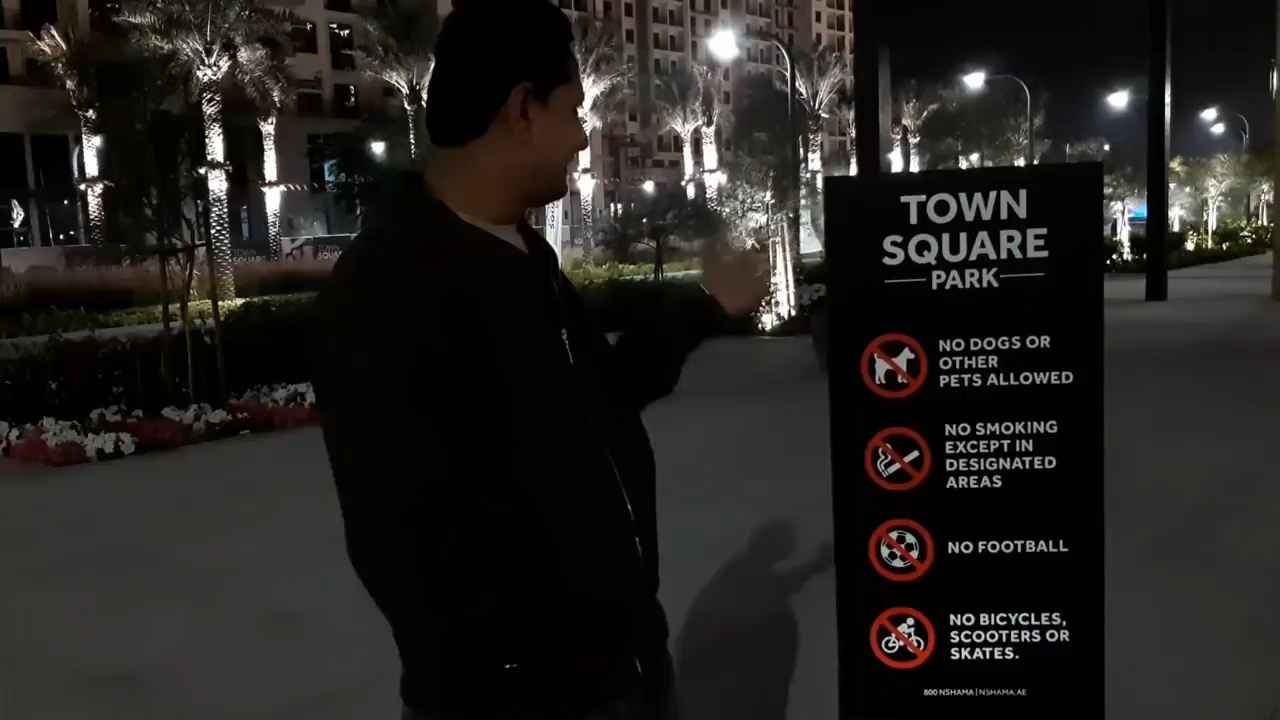 TOWN
SQUARE
PARK
NO DOGS OR
OTHER
PETS ALLOWED
NO SMOKING
EXCEPT IN
DESIGNATED
AREAS
NO FOOTBALL
NO BICYCLES,
SCOOTERS OR
SKATES.
800 NSHAMA | NSHAMA.AE